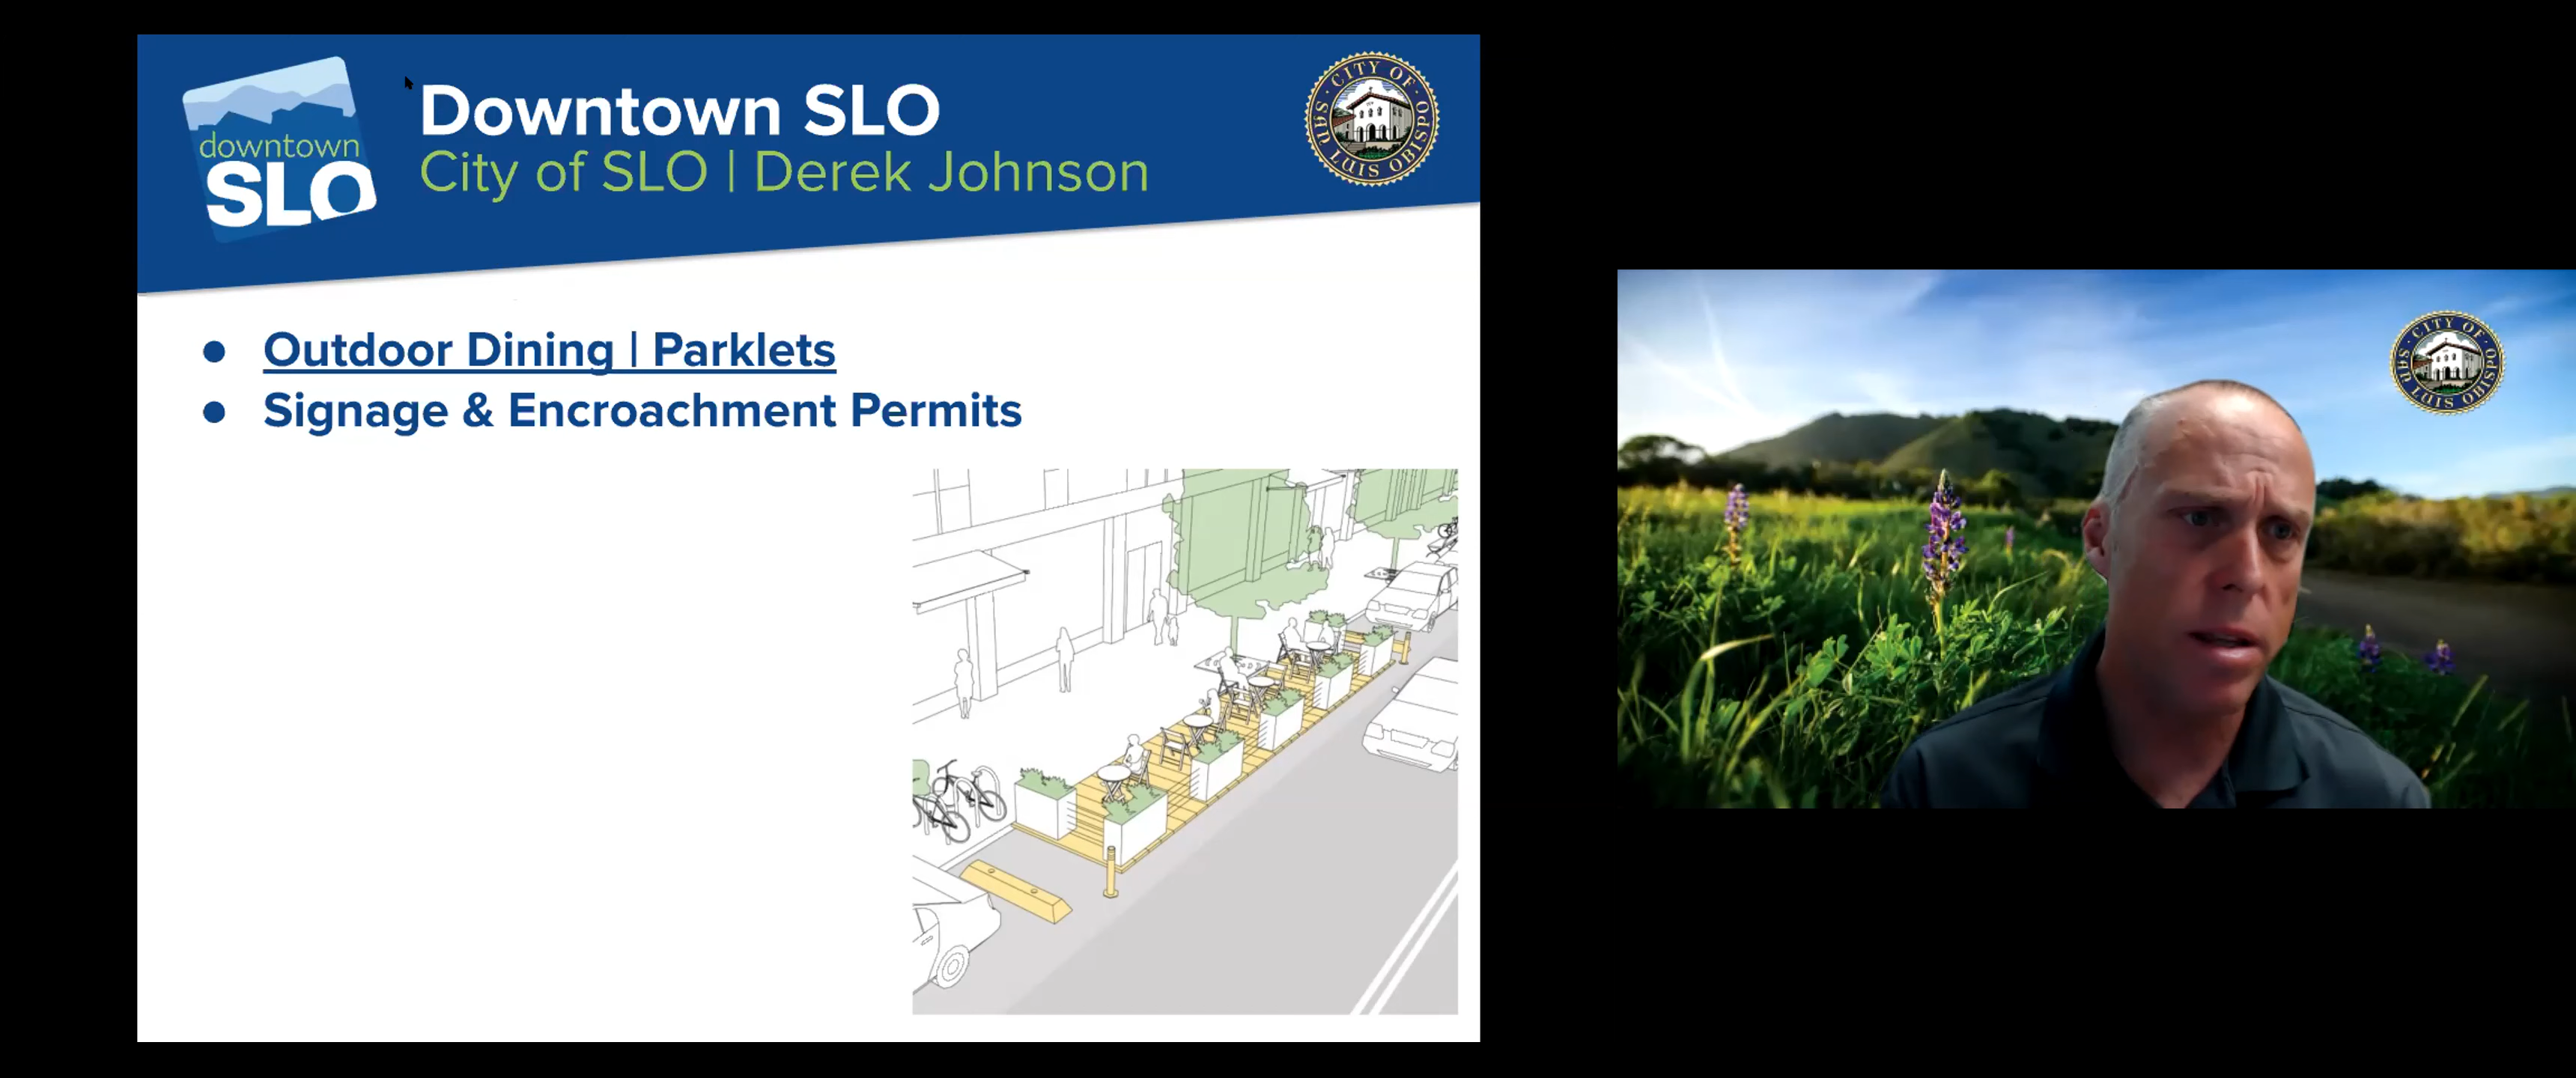 downtown
SLO
Downtown SLO
City of SLO | Derek Johnson
CITY OF
SAN LUIS OBISPO
● Outdoor Dining | Parklets
● Signage & Encroachment Permits
CITY OF
SAN LUIS OBISPO